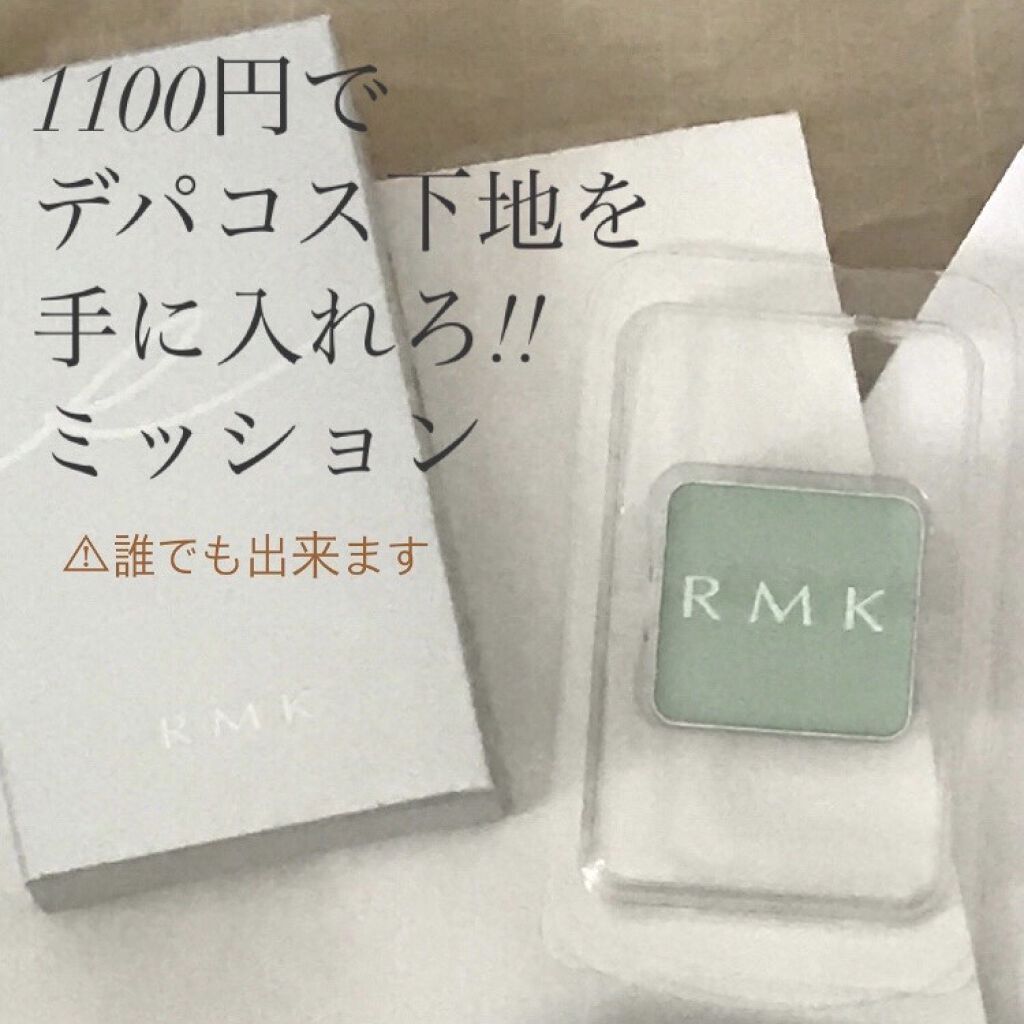 1100円で
デパコス下地を
手に入れろ!!
ミッション
⚠誰でも出来ます
RMK
RMK